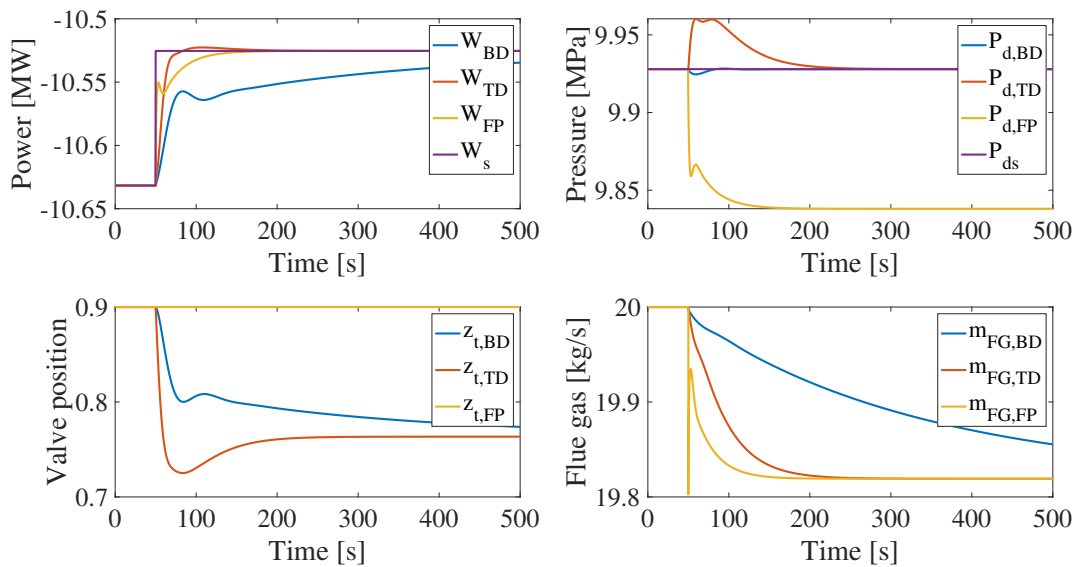 Power [MW]
-10.5
-10.55
-10.6
-10.65
0 100 200 300 400 500
Time [s]
W_BD
W_TD
W_FP
W_s
Pressure [MPa]
9.95
9.9
9.85
0 100 200 300 400 500
Time [s]
P_d,BD
P_d,TD
P_d,FP
P_ds
Valve position
0.9
0.8
0.7
0 100 200 300 400 500
Time [s]
z_t,BD
z_t,TD
z_t,FP
Flue gas [kg/s]
20
19.9
19.8
0 100 200 300 400 500
Time [s]
m_FG,BD
m_FG,TD
m_FG,FP